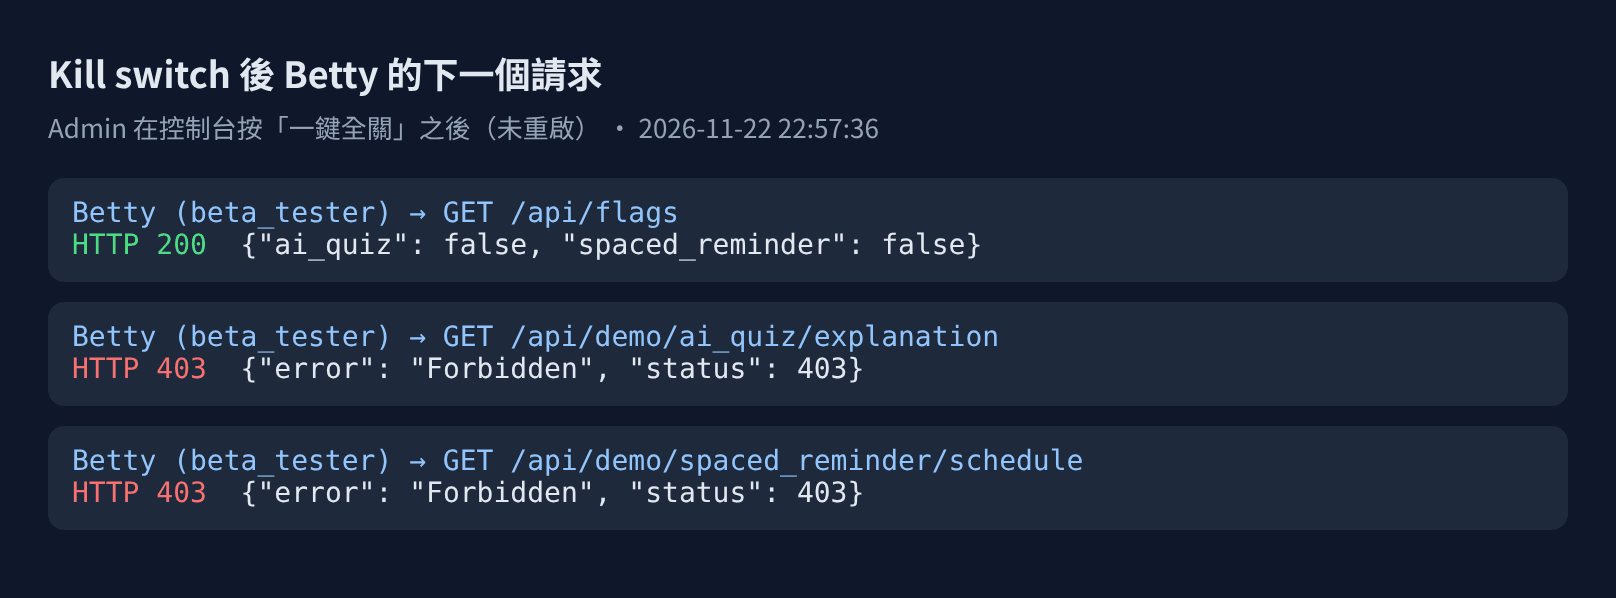 Kill switch 後 Betty 的下一個請求
Admin 在控制台按「一鍵全關」之後（未重啟） · 2026-11-22 22:57:36
Betty (beta_tester) → GET /api/flags
HTTP 200  {"ai_quiz": false, "spaced_reminder": false}
Betty (beta_tester) → GET /api/demo/ai_quiz/explanation
HTTP 403  {"error": "Forbidden", "status": 403}
Betty (beta_tester) → GET /api/demo/spaced_reminder/schedule
HTTP 403  {"error": "Forbidden", "status": 403}